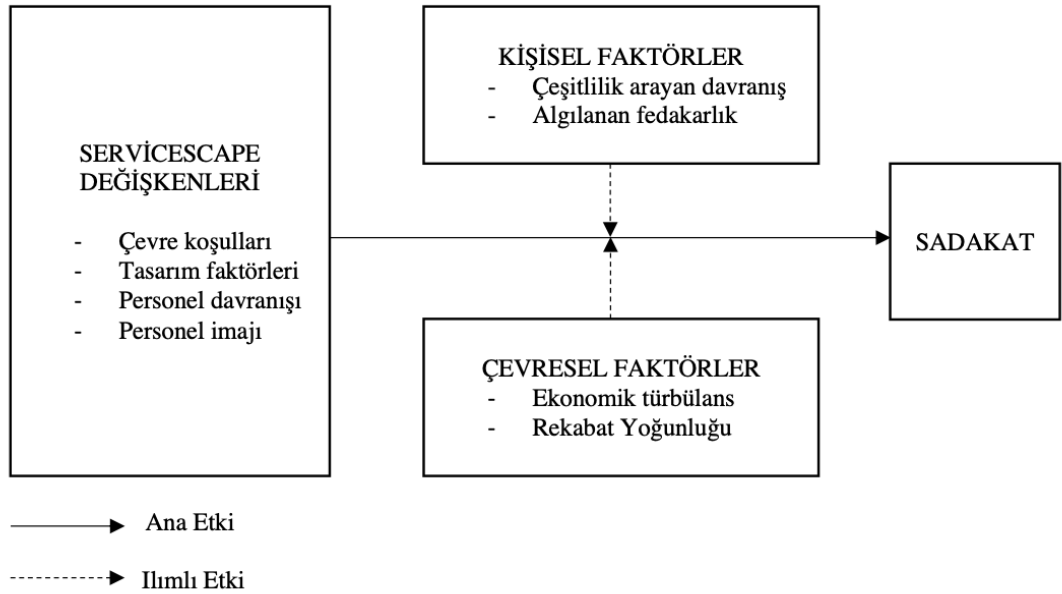 SERVİCESCAPE
DEĞİŞKENLERİ
- Çevre koşulları
- Tasarım faktörleri
- Personel davranışı
- Personel imajı
KİŞİSEL FAKTÖRLER
- Çeşitlilik arayan davranış
- Algılanan fedakarlık
ÇEVRESEL FAKTÖRLER
- Ekonomik türbülans
- Rekabat Yoğunluğu
SADAKAT
Ana Etki
Ilımlı Etki